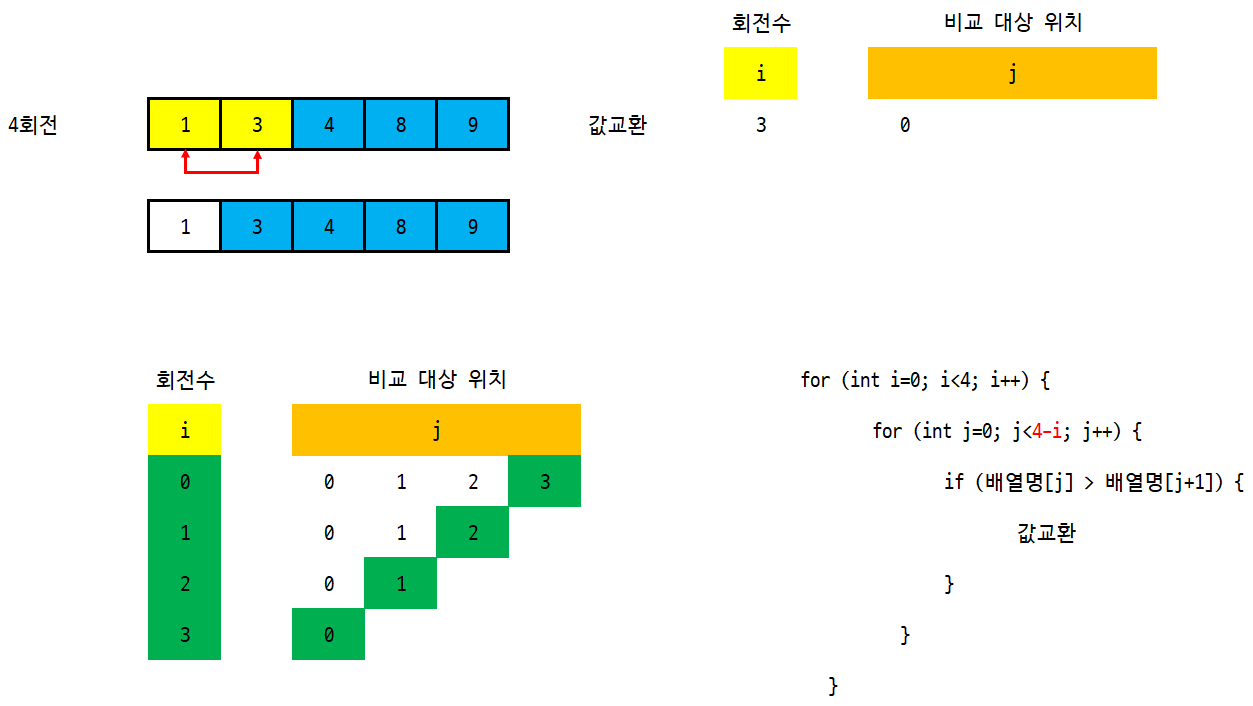 회전수 비교 대상 위치
i j
4회전 1 3 4 8 9 값교환 3 0
1 3 4 8 9
회전수 비교 대상 위치 for (int i=0; i<4; i++) {
i j for (int j=0; j<4-i; j++) {
0 0 1 2 3 if (배열명[j] > 배열명[j+1]) {
1 0 1 2 값교환
2 0 1 }
3 0 }
}